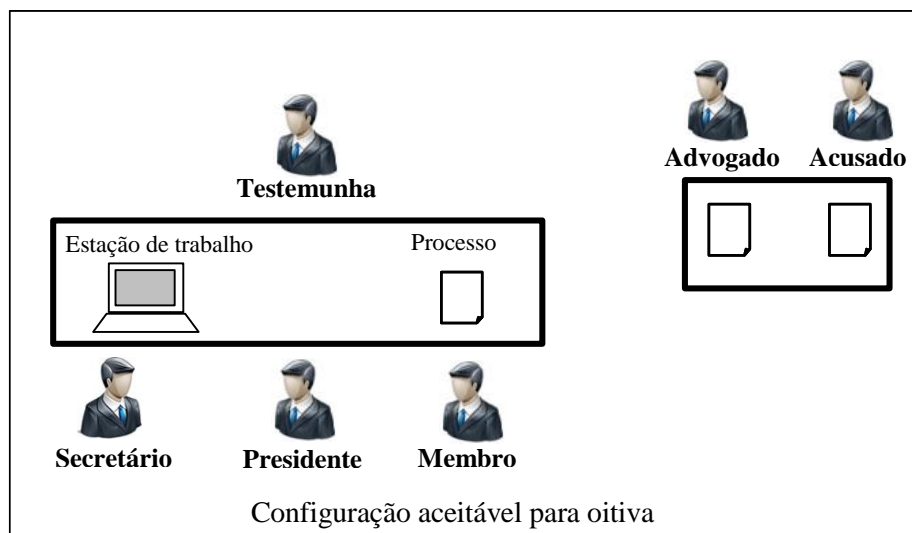 Advogado Acusado
Testemunha
Estação de trabalho Processo
Secretário Presidente Membro
Configuração aceitável para oitiva